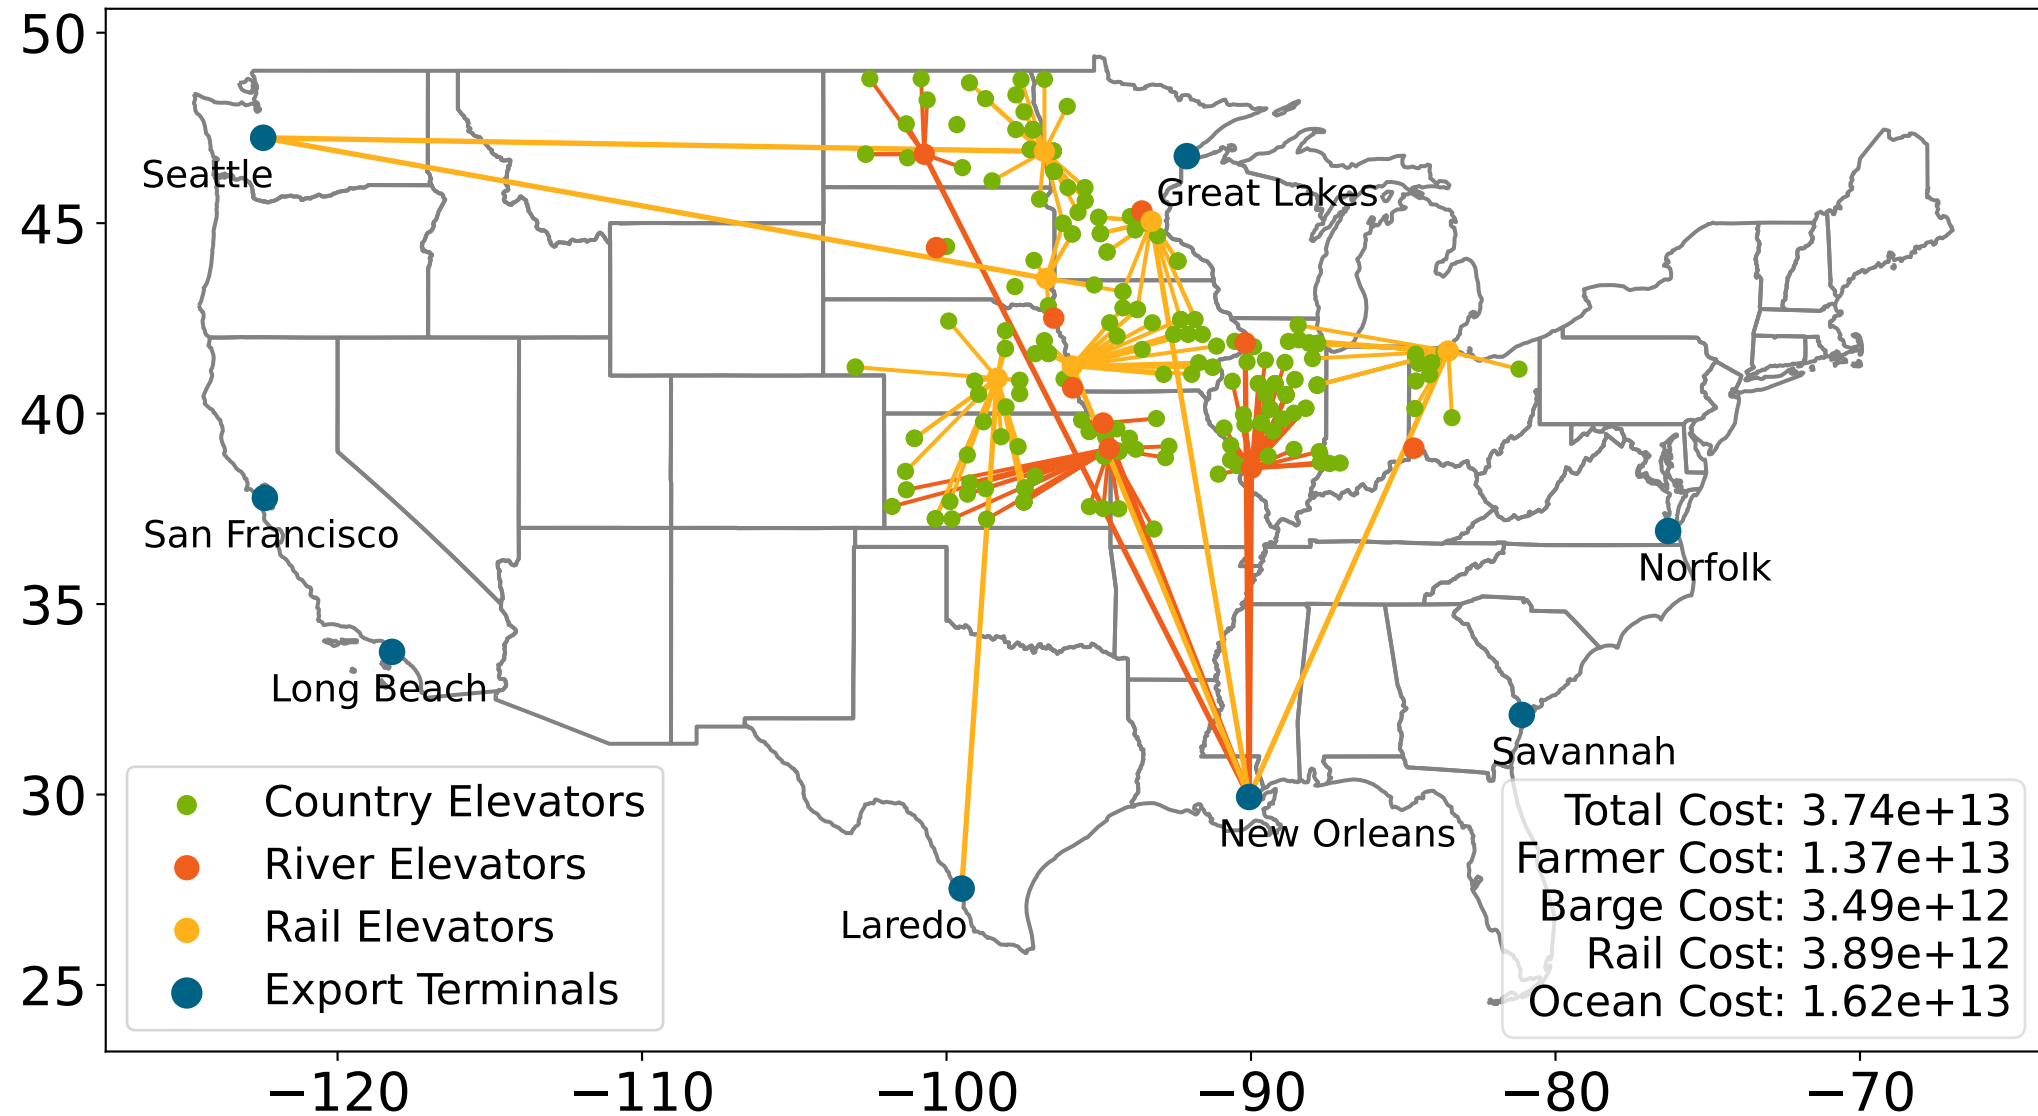 50
45
40
35
30
25
−120
−110
−100
−90
−80
−70
Seattle
Great Lakes
San Francisco
Norfolk
Long Beach
Savannah
New Orleans
Laredo
Country Elevators
River Elevators
Rail Elevators
Export Terminals
Total Cost: 3.74e+13
Farmer Cost: 1.37e+13
Barge Cost: 3.49e+12
Rail Cost: 3.89e+12
Ocean Cost: 1.62e+13